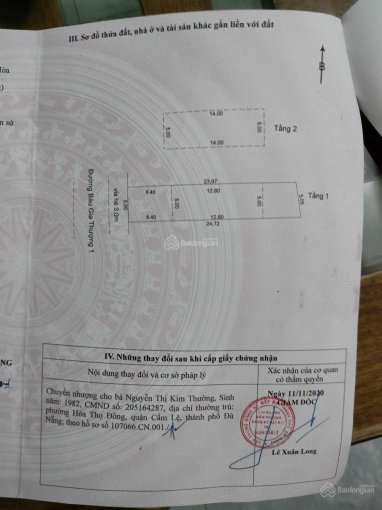 III. Sơ đồ thửa đất, nhà ở và tài sản khác gắn liền với đất
Hòa
n sử
B
14.00
5.00
5.00
14.00
Tầng 2
Đường Bàu Gia Thượng 1
vỉa hè 3.0m
5.00
23.97
6.40
12.80
5.00
5.00
5.05
Tầng 1
6.40
12.80
24.72
Batdongsan
NG
IV. Những thay đổi sau khi cấp giấy chứng nhận
Nội dung thay đổi và cơ sở pháp lý
Xác nhận của cơ quan
có thẩm quyền
Chuyển nhượng cho bà Nguyễn Thị Kim Thường, Sinh
năm: 1982, CMND số: 205164287, địa chỉ thường trú:
phường Hòa Thọ Đông, quận Cẩm Lệ, thành phố Đà
Nẵng; theo hồ sơ số 107066.CN.001./.
Ngày 11/11/2020
GIÁM ĐỐC
Lê Xuân Long
Batdongsan